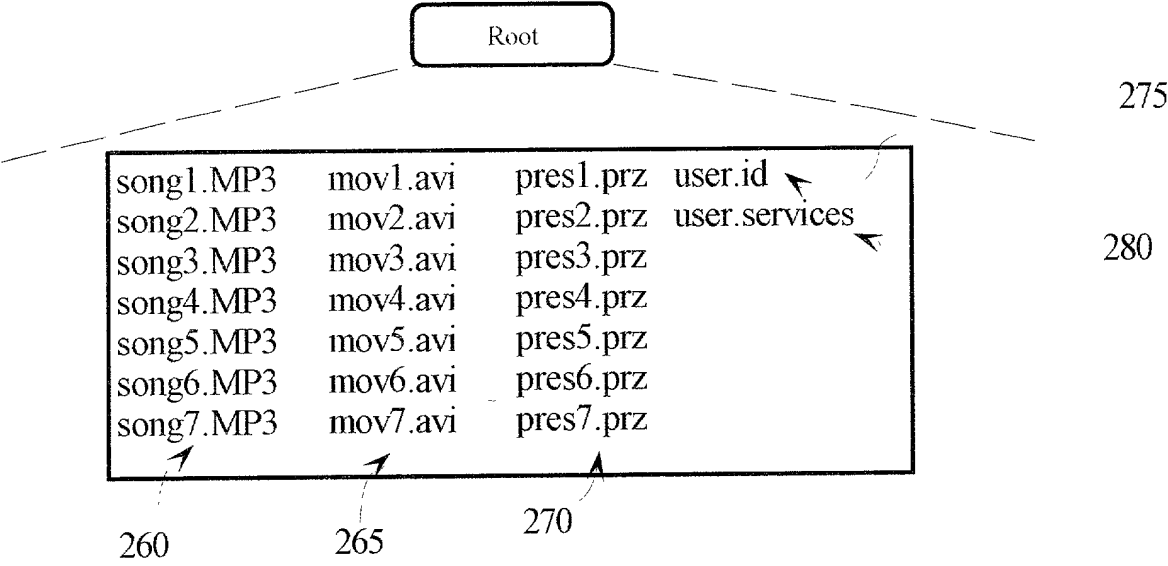 Root
275
song1.MP3 mov1.avi pres1.prz user.id
song2.MP3 mov2.avi pres2.prz user.services
song3.MP3 mov3.avi pres3.prz
280
song4.MP3 mov4.avi pres4.prz
song5.MP3 mov5.avi pres5.prz
song6.MP3 mov6.avi pres6.prz
song7.MP3 mov7.avi pres7.prz
260 265 270